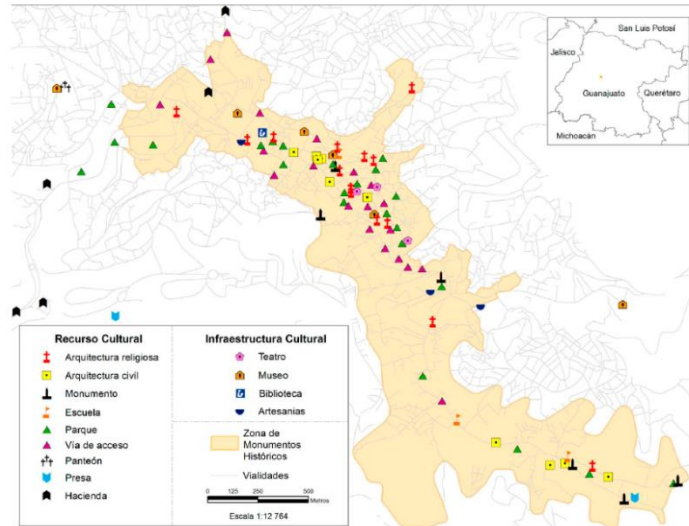 San Luis Potosí
Jalisco
Guanajuato
Querétaro
Michoacán
Recurso Cultural
Arquitectura religiosa
Arquitectura civil
Monumento
Escuela
Parque
Vía de acceso
Panteón
Presa
Hacienda
Infraestructura Cultural
Teatro
Museo
Biblioteca
Artesanías
Zona de
Monumentos
Históricos
Vialidades
0 125 250 500
Metros
Escala 1:12 764